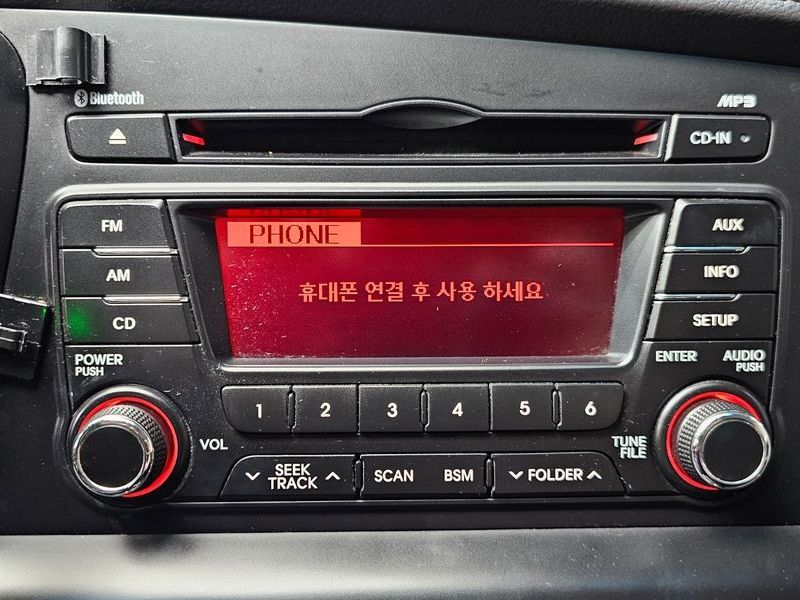 Bluetooth
MP3
CD-IN
FM
AM
CD
PHONE
휴대폰 연결 후 사용 하세요
AUX
INFO
SETUP
POWER
PUSH
ENTER
AUDIO
PUSH
1 2 3 4 5 6
VOL
TUNE
FILE
SEEK
TRACK
SCAN
BSM
FOLDER